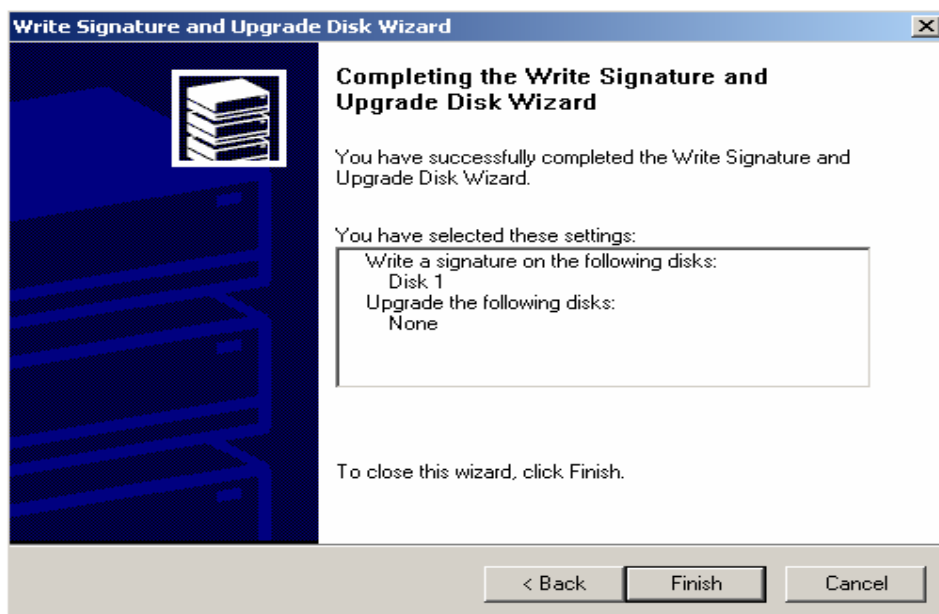 Write Signature and Upgrade Disk Wizard
Completing the Write Signature and
Upgrade Disk Wizard
You have successfully completed the Write Signature and
Upgrade Disk Wizard.
You have selected these settings:
Write a signature on the following disks:
Disk 1
Upgrade the following disks:
None
To close this wizard, click Finish.
< Back Finish Cancel